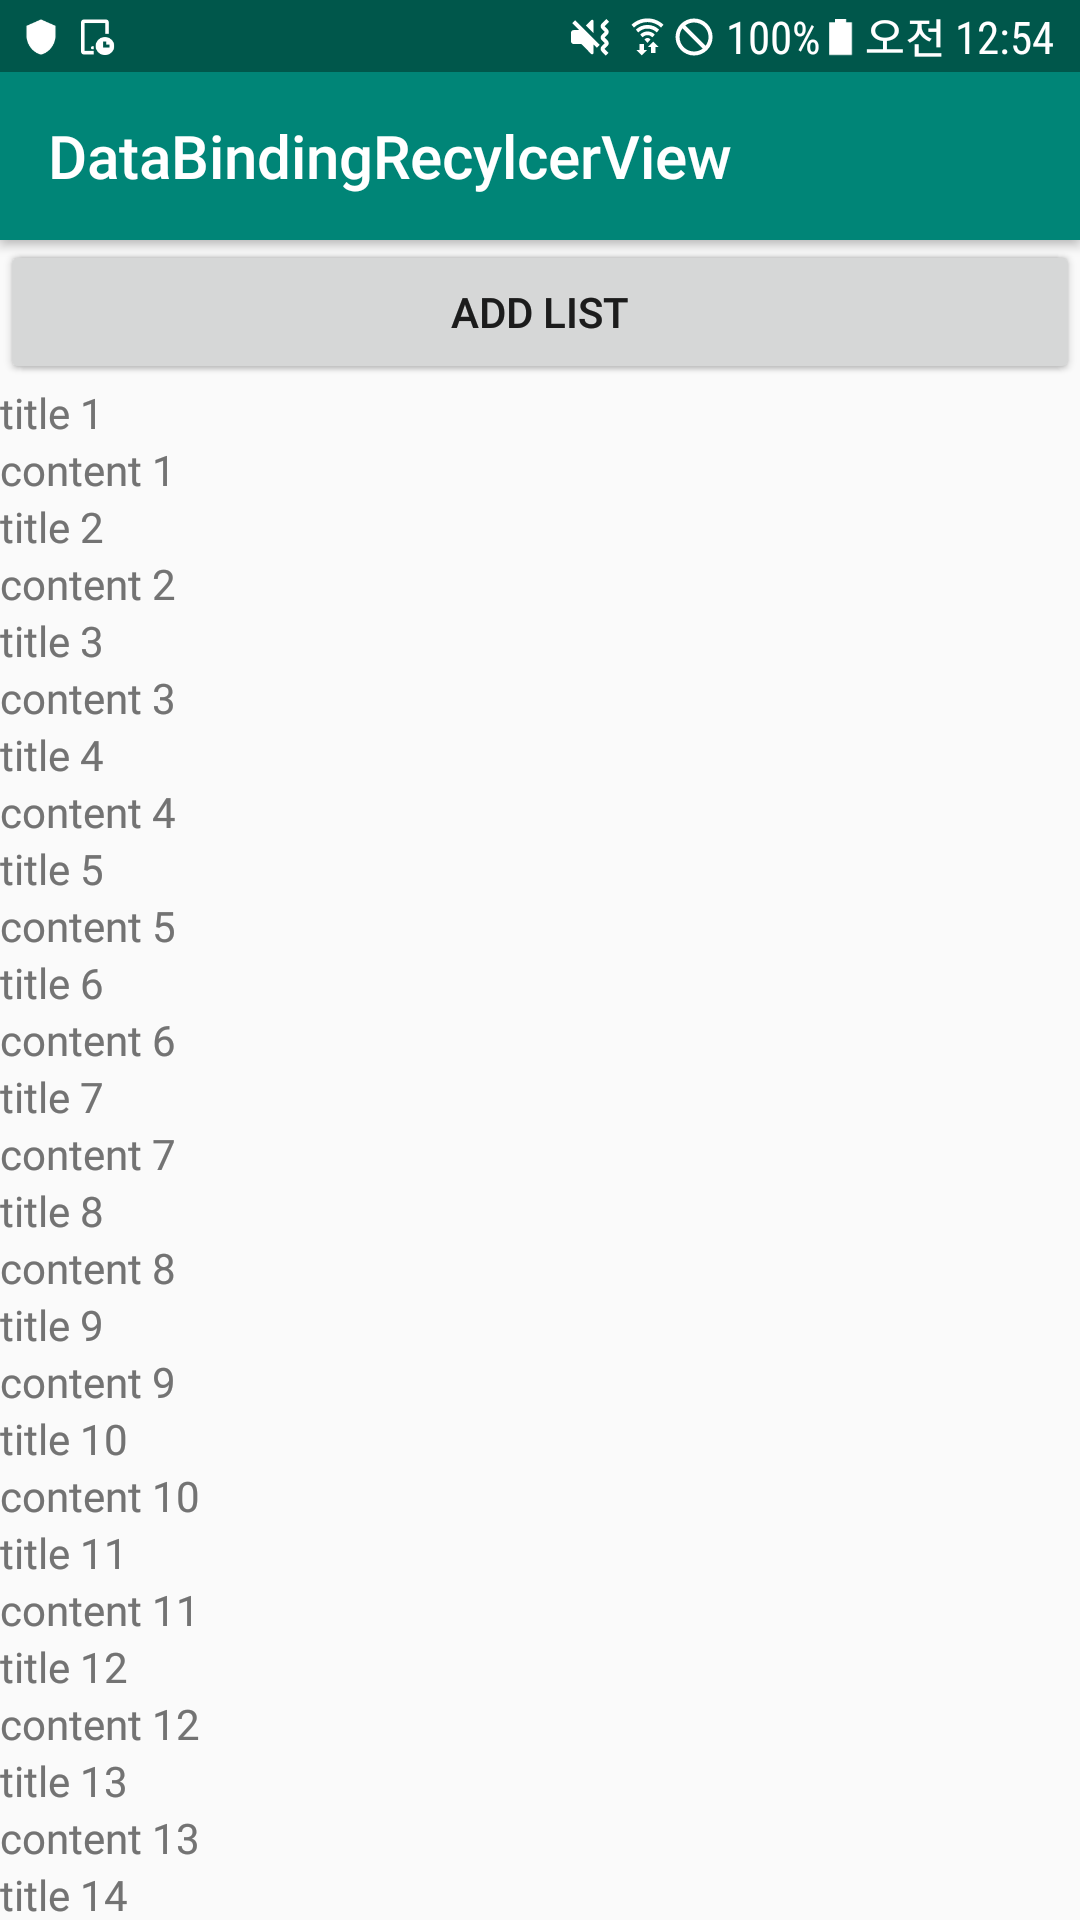 100% 오전 12:54
DataBindingRecylcerView
ADD LIST
title 1
content 1
title 2
content 2
title 3
content 3
title 4
content 4
title 5
content 5
title 6
content 6
title 7
content 7
title 8
content 8
title 9
content 9
title 10
content 10
title 11
content 11
title 12
content 12
title 13
content 13
title 14